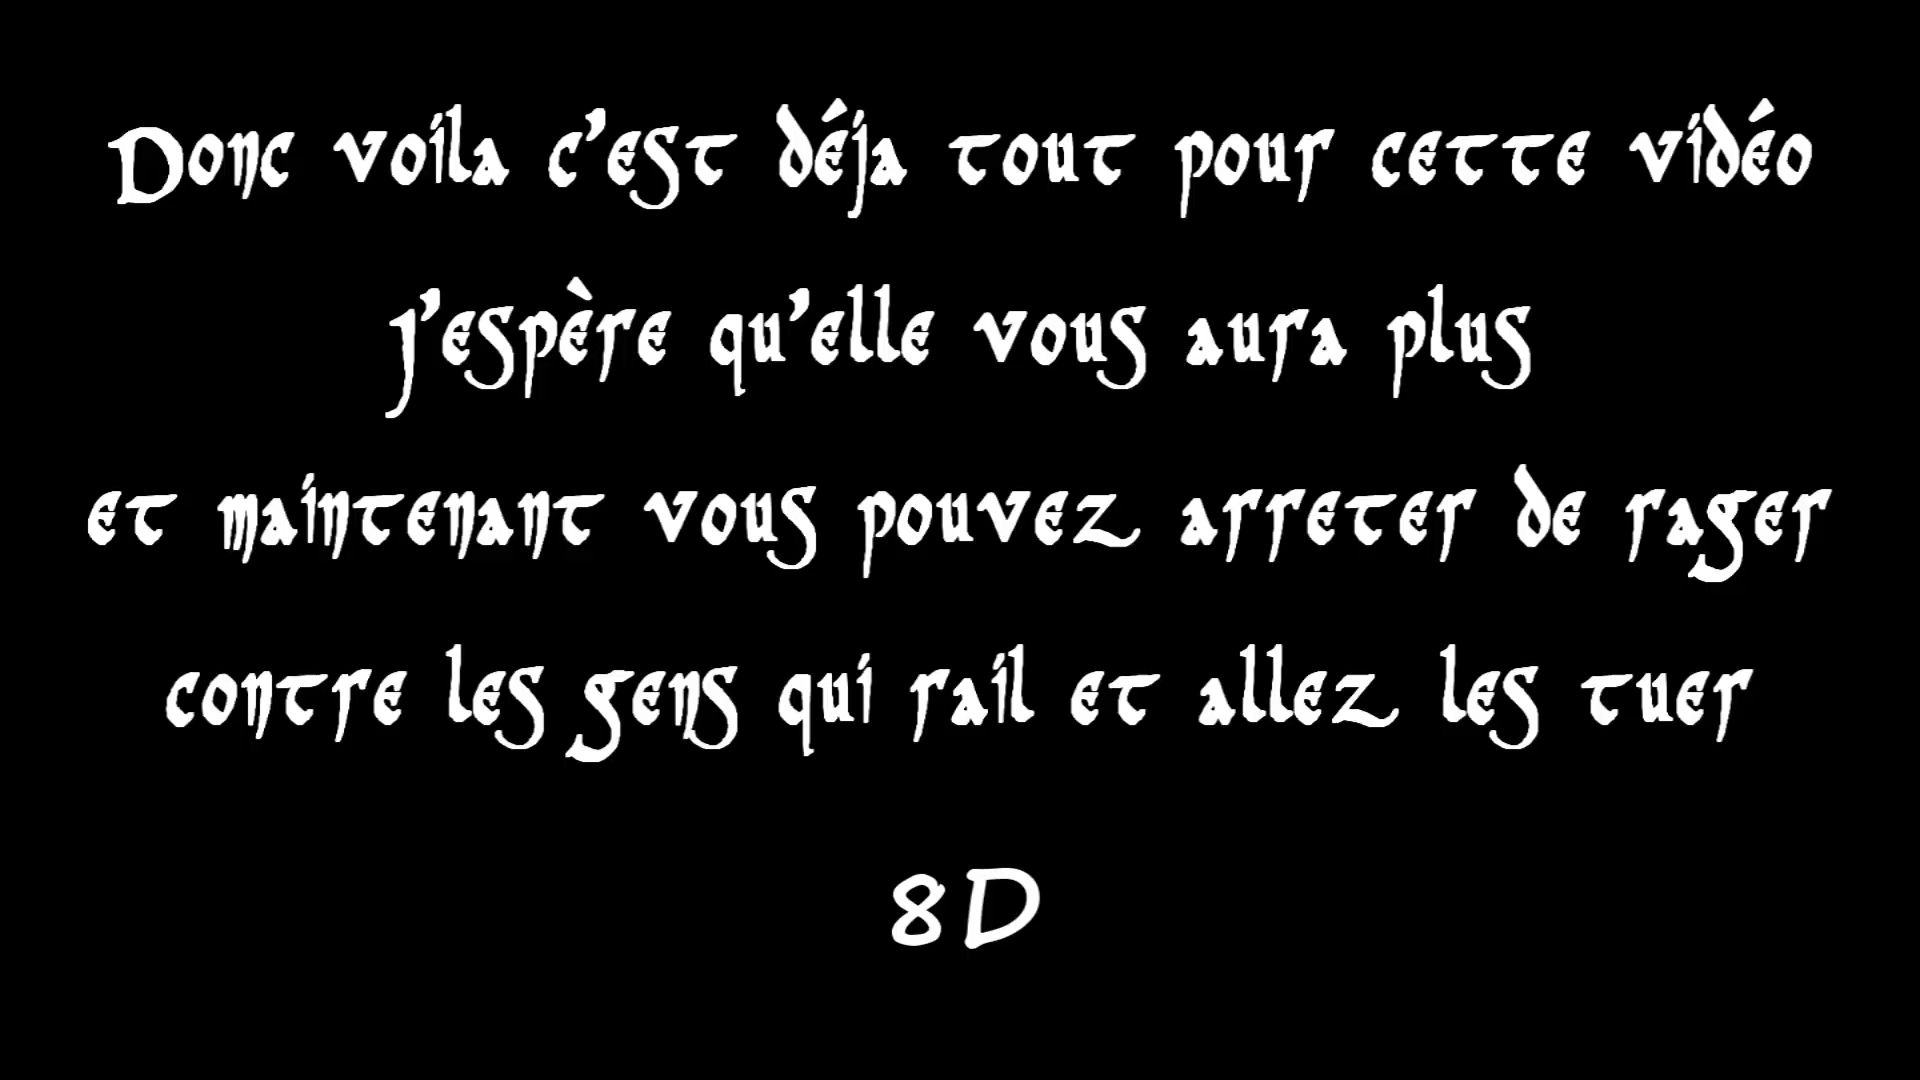 Donc voila c'est déja tout pour cette vidéo
j'espère qu'elle vous aura plus
et maintenant vous pouvez arreter de rager
contre les gens qui rail et allez les tuer
8D